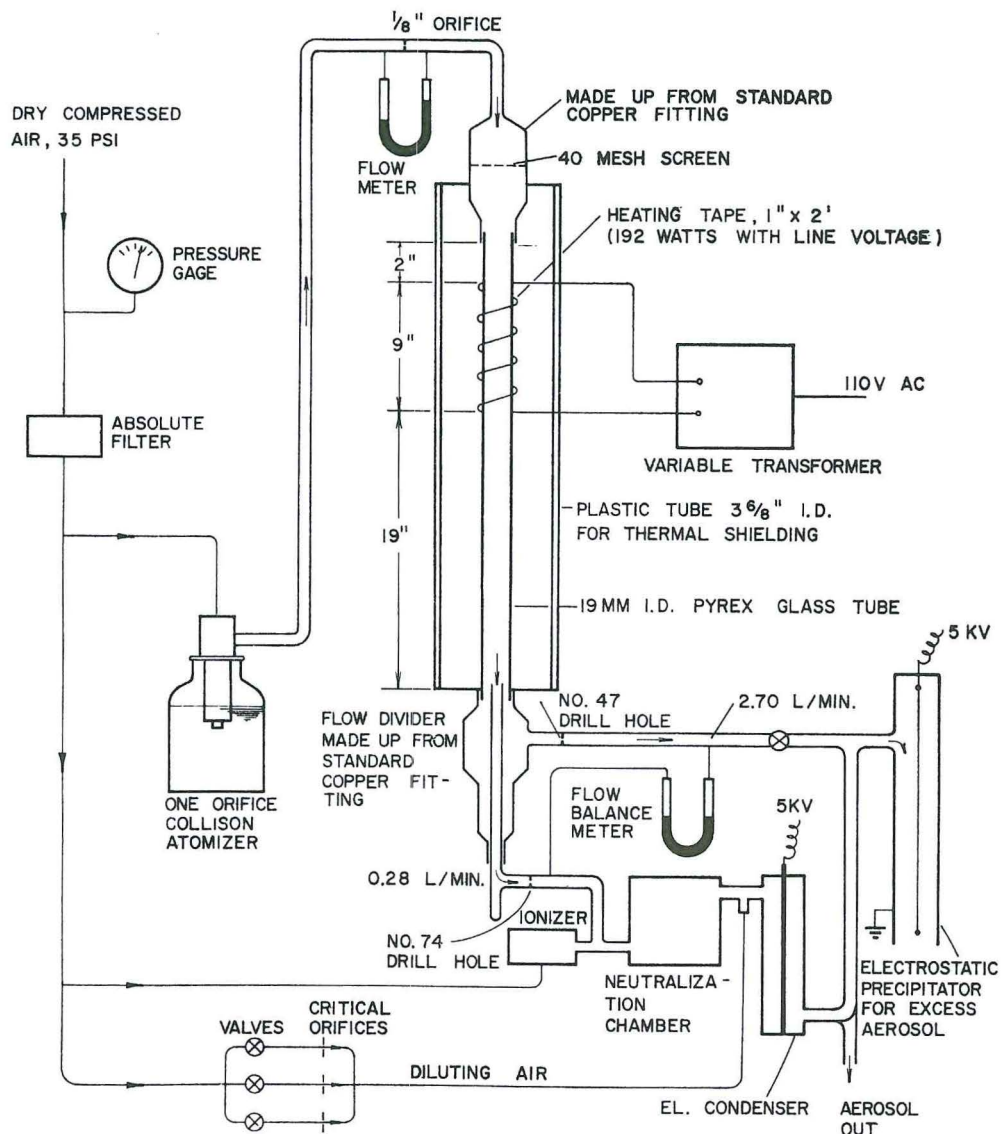 1/8" ORIFICE
DRY COMPRESSED
AIR, 35 PSI
FLOW
METER
MADE UP FROM STANDARD
COPPER FITTING
40 MESH SCREEN
HEATING TAPE, 1" x 2'
(192 WATTS WITH LINE VOLTAGE)
PRESSURE
GAGE
2"
9"
110V AC
ABSOLUTE
FILTER
VARIABLE TRANSFORMER
PLASTIC TUBE 3 6/8" I.D.
FOR THERMAL SHIELDING
19"
19MM I.D. PYREX GLASS TUBE
5 KV
NO. 47
DRILL HOLE
2.70 L/MIN.
FLOW DIVIDER
MADE UP FROM
STANDARD
COPPER FIT-
TING
ONE ORIFICE
COLLISON
ATOMIZER
FLOW
BALANCE
METER
5KV
0.28 L/MIN.
IONIZER
NO. 74
DRILL HOLE
NEUTRALIZA-
TION
CHAMBER
ELECTROSTATIC
PRECIPITATOR
FOR EXCESS
AEROSOL
VALVES
CRITICAL
ORIFICES
DILUTING AIR
EL. CONDENSER
AEROSOL
OUT